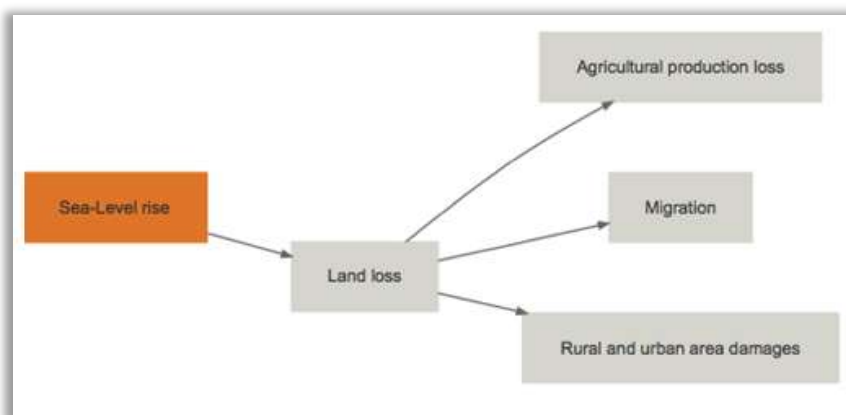 Agricultural production loss
Sea-Level rise
Migration
Land loss
Rural and urban area damages